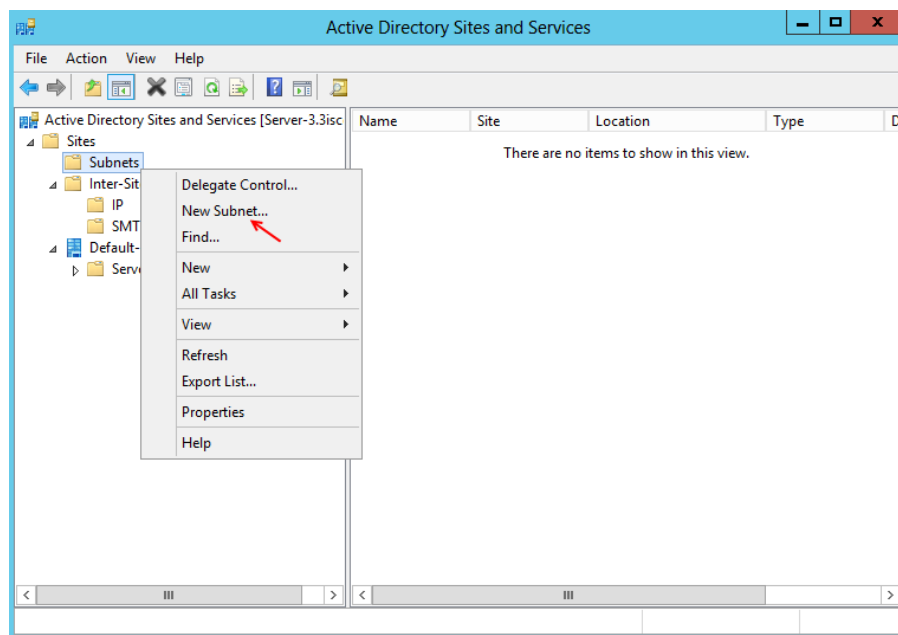 Active Directory Sites and Services
File Action View Help
Active Directory Sites and Services [Server-3.3isc
Sites
Subnets
Inter-Sit
IP
SMT
Default-
Serv
Name Site Location Type D
There are no items to show in this view.
Delegate Control...
New Subnet...
Find...
New
All Tasks
View
Refresh
Export List...
Properties
Help